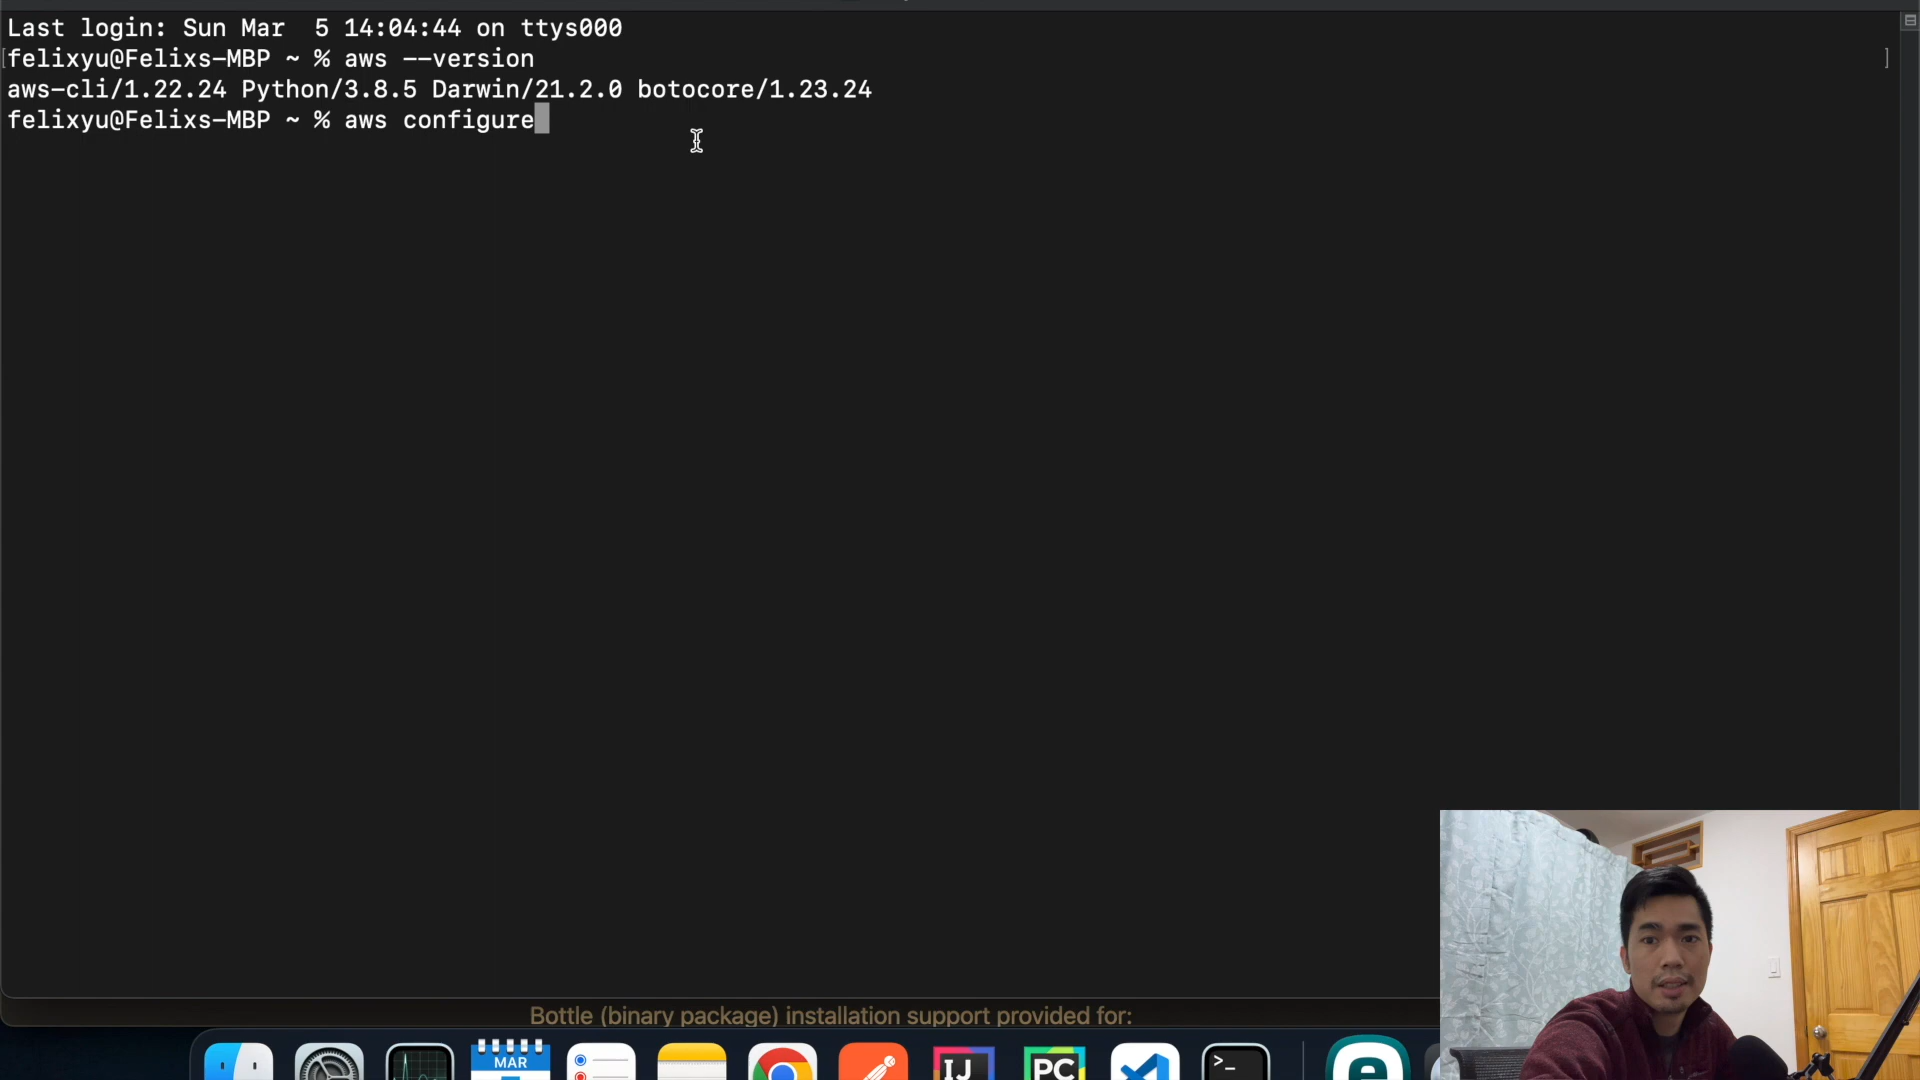 Last login: Sun Mar  5 14:04:44 on ttys000
[felixyu@Felixs-MBP ~ % aws --version ]
aws-cli/1.22.24 Python/3.8.5 Darwin/21.2.0 botocore/1.23.24
felixyu@Felixs-MBP ~ % aws configure
Bottle (binary package) installation support provided for:
MAR
IJ
PC
>_
e